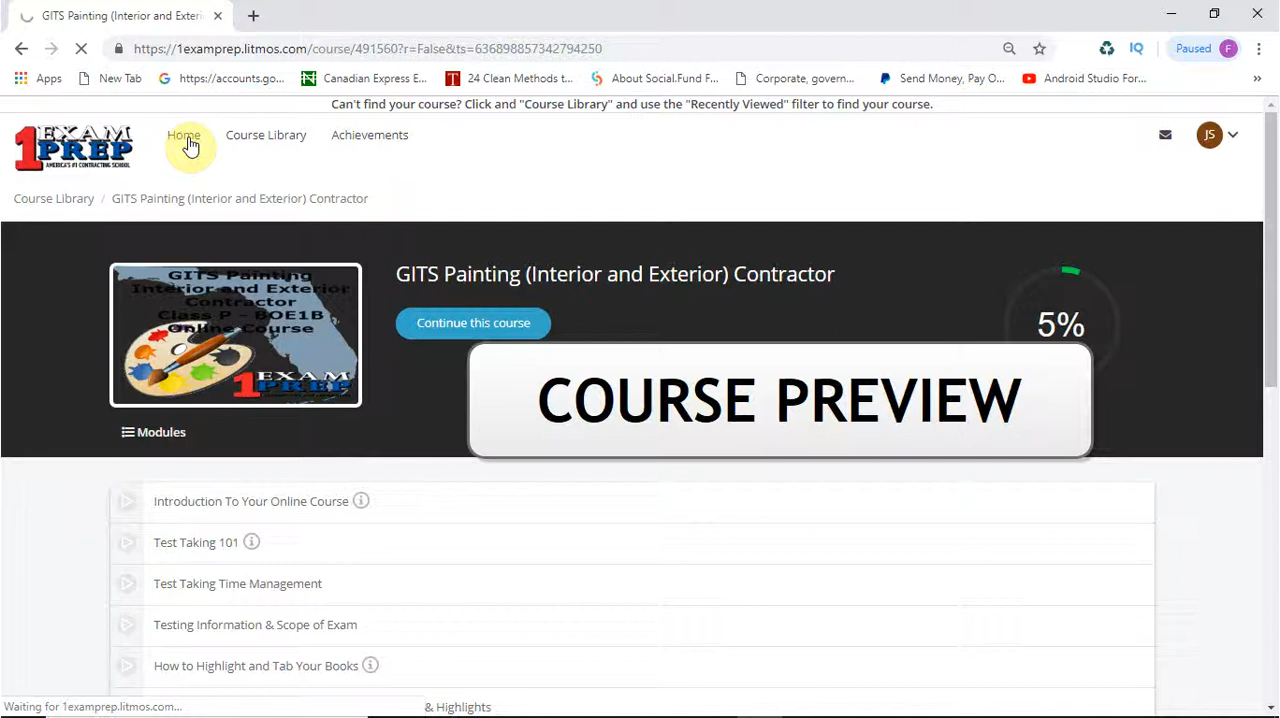 GITS Painting (Interior and Exteri
https://1examprep.litmos.com/course/491560?r=False&ts=636898857342794250
IQ
Paused
F
Apps
New Tab
https://accounts.go...
Canadian Express E...
24 Clean Methods t...
About Social.Fund F...
Corporate, govern...
Send Money, Pay O...
Android Studio For...
Can't find your course? Click and "Course Library" and use the "Recently Viewed" filter to find your course.
1 EXAM PREP
AMERICA'S #1 CONTRACTING SCHOOL
Home
Course Library
Achievements
JS
Course Library / GITS Painting (Interior and Exterior) Contractor
GITS Painting
Interior and Exterior
Contractor
Class P - BOE1B
Online Course
1 EXAM PREP
GITS Painting (Interior and Exterior) Contractor
Continue this course
5%
COURSE PREVIEW
Modules
Introduction To Your Online Course
Test Taking 101
Test Taking Time Management
Testing Information & Scope of Exam
How to Highlight and Tab Your Books
& Highlights
Waiting for 1examprep.litmos.com...